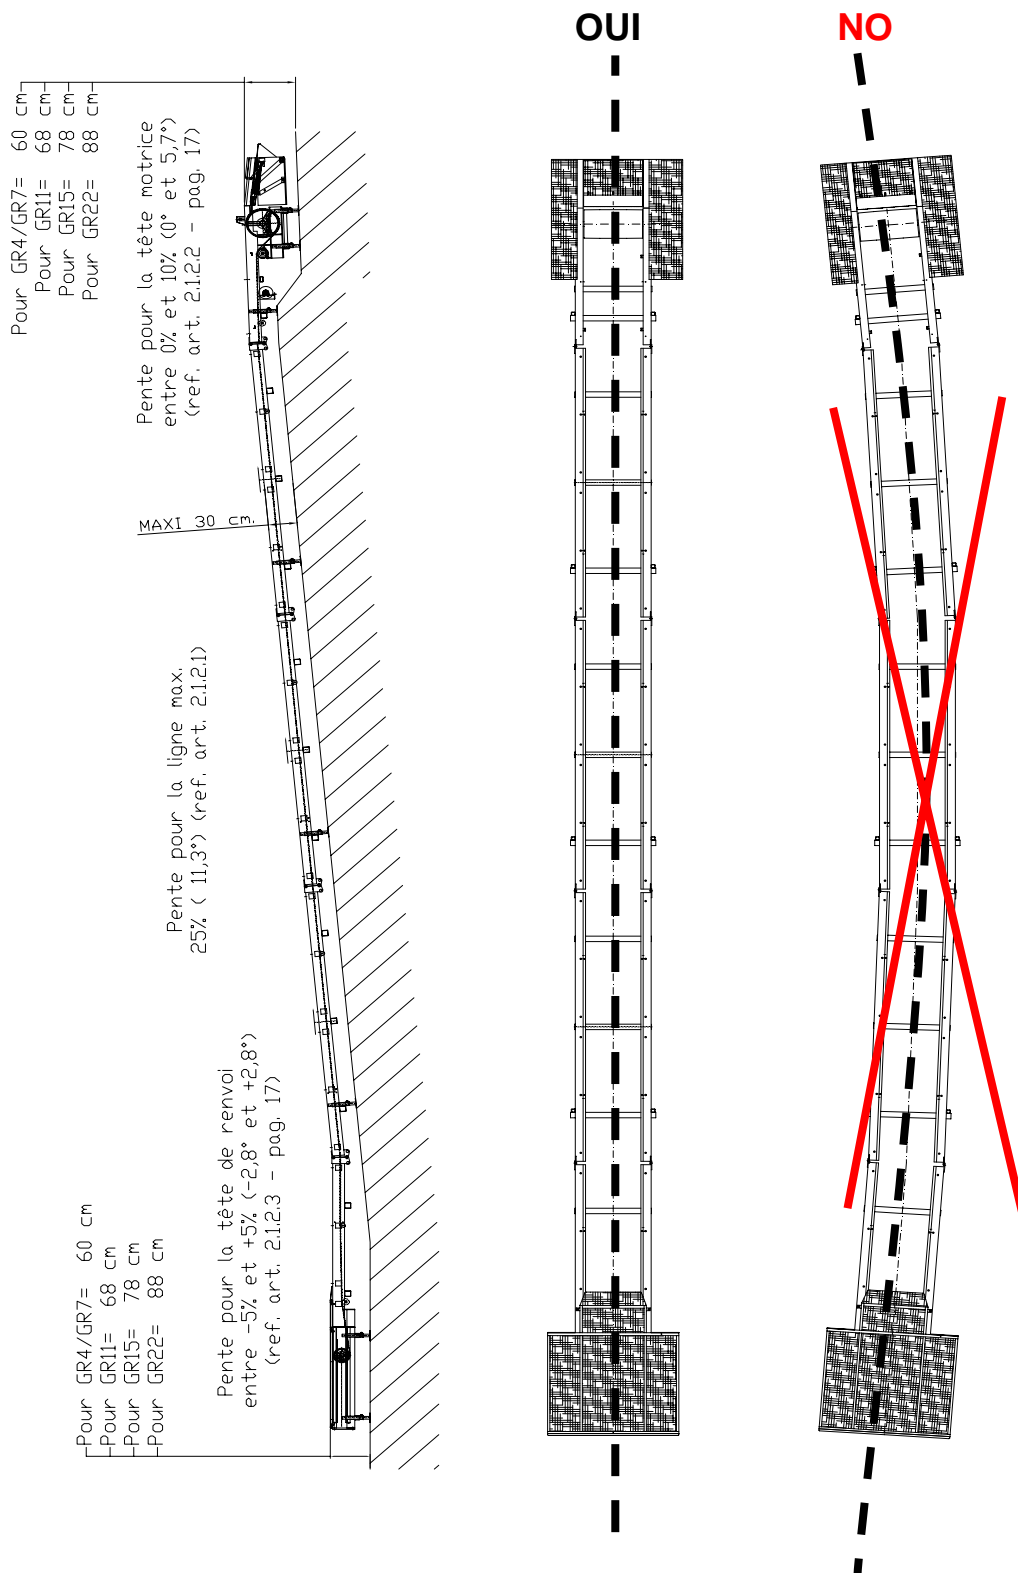 OUI
NO
Pour GR4/GR7= 60 cm
Pour GR11= 68 cm
Pour GR15= 78 cm
Pour GR22= 88 cm
Pente pour la tête motrice
entre 0% et 10% (0° et 5,7°)
(ref. art. 2.1.2.2 - pag. 17)
MAXI 30 cm.
Pente pour la ligne max.
25% ( 11,3°) (ref. art. 2.1.2.1)
Pente pour la tête de renvoi
entre -5% et +5% (-2,8° et +2,8°)
(ref. art. 2.1.2.3 - pag. 17)
Pour GR4/GR7= 60 cm
Pour GR11= 68 cm
Pour GR15= 78 cm
Pour GR22= 88 cm